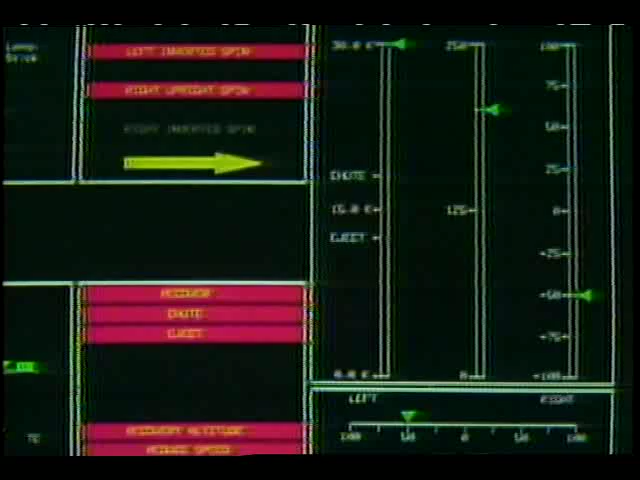 LEFT INVERTED SPIN
RIGHT UPRIGHT SPIN
RIGHT INVERTED SPIN
CHUTE
EJECT
RECOVERY ALTITUDE
30.0 K
CHUTE
15.0 K
EJECT
0.0 K
250
125
0
-100
-75
-50
-25
0
+25
+50
+75
+100
LEFT
RIGHT
100
50
0
50
100